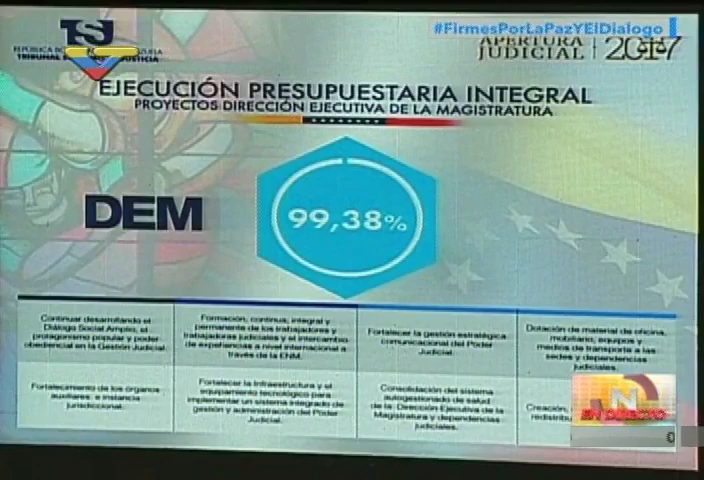 #FirmesPorLaPazYElDialogo
TSJ
TRIBUNAL
JUSTICIA
APERTURA
JUDICIAL
2017
EJECUCIÓN PRESUPUESTARIA INTEGRAL
PROYECTOS DIRECCIÓN EJECUTIVA DE LA MAGISTRATURA
DEM
99,38%
Continuar desarrollando el
Diálogo Social Amplio, el
protagonismo popular y poder
obediencial en la Gestión Judicial.
Formación, continua, integral y
permanente de los trabajadores y
trabajadoras judiciales y el intercambio
de experiencias a nivel internacional a
través de la ENM.
Fortalecer la gestión estratégica
comunicacional del Poder
Judicial.
Dotación de material de oficina,
mobiliario, equipos y
medios de transporte a las
sedes y dependencias
judiciales.
Fortalecimiento de los órganos
auxiliares e instancia
jurisdiccional.
Fortalecer la infraestructura y el
equipamiento tecnológico para
implementar un sistema integrado de
gestión y administración del Poder
Judicial.
Consolidación del sistema
autogestionado de salud
de la Dirección Ejecutiva de la
Magistratura y dependencias
judiciales.
Creación,
redistribu
N
EN DIRECTO
0